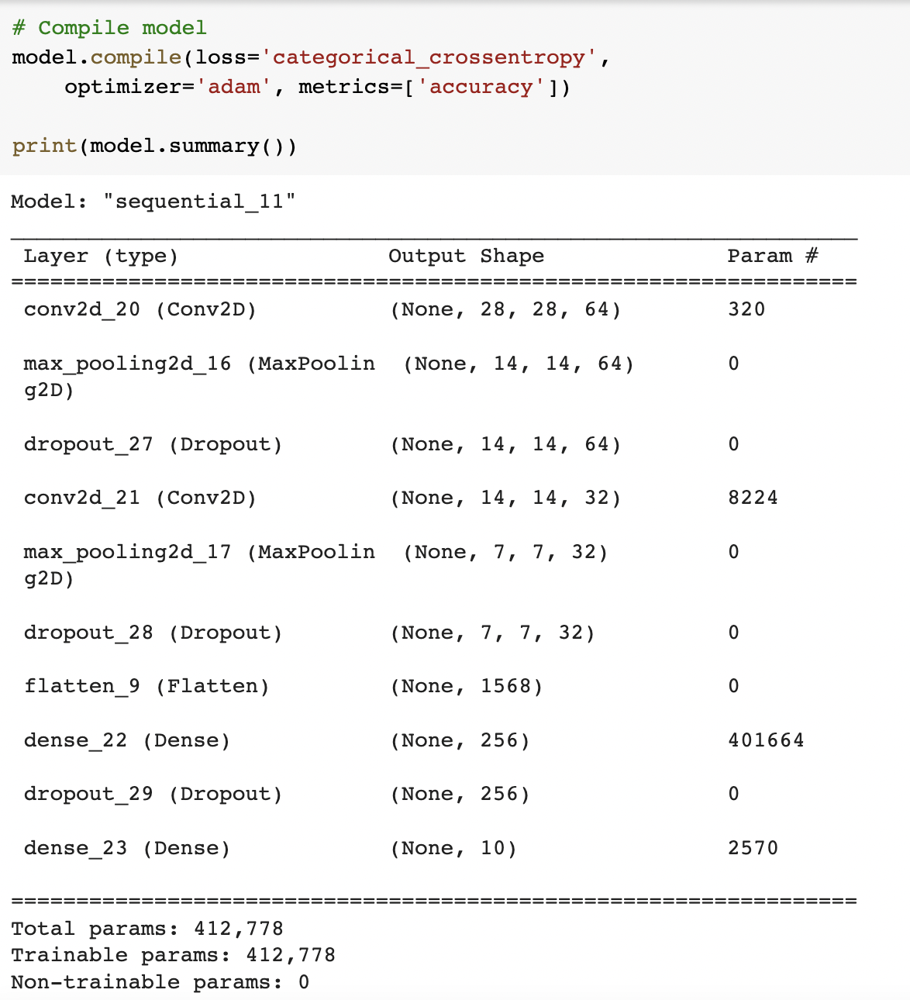 # Compile model
model.compile(loss='categorical_crossentropy',
    optimizer='adam', metrics=['accuracy'])
print(model.summary())
Model: "sequential_11"
_________________________________________________________________
 Layer (type)                Output Shape              Param #
=================================================================
 conv2d_20 (Conv2D)          (None, 28, 28, 64)        320
 max_pooling2d_16 (MaxPoolin  (None, 14, 14, 64)       0
 g2D)
 dropout_27 (Dropout)        (None, 14, 14, 64)        0
 conv2d_21 (Conv2D)          (None, 14, 14, 32)        8224
 max_pooling2d_17 (MaxPoolin  (None, 7, 7, 32)         0
 g2D)
 dropout_28 (Dropout)        (None, 7, 7, 32)          0
 flatten_9 (Flatten)         (None, 1568)              0
 dense_22 (Dense)            (None, 256)               401664
 dropout_29 (Dropout)        (None, 256)               0
 dense_23 (Dense)            (None, 10)                2570
=================================================================
Total params: 412,778
Trainable params: 412,778
Non-trainable params: 0